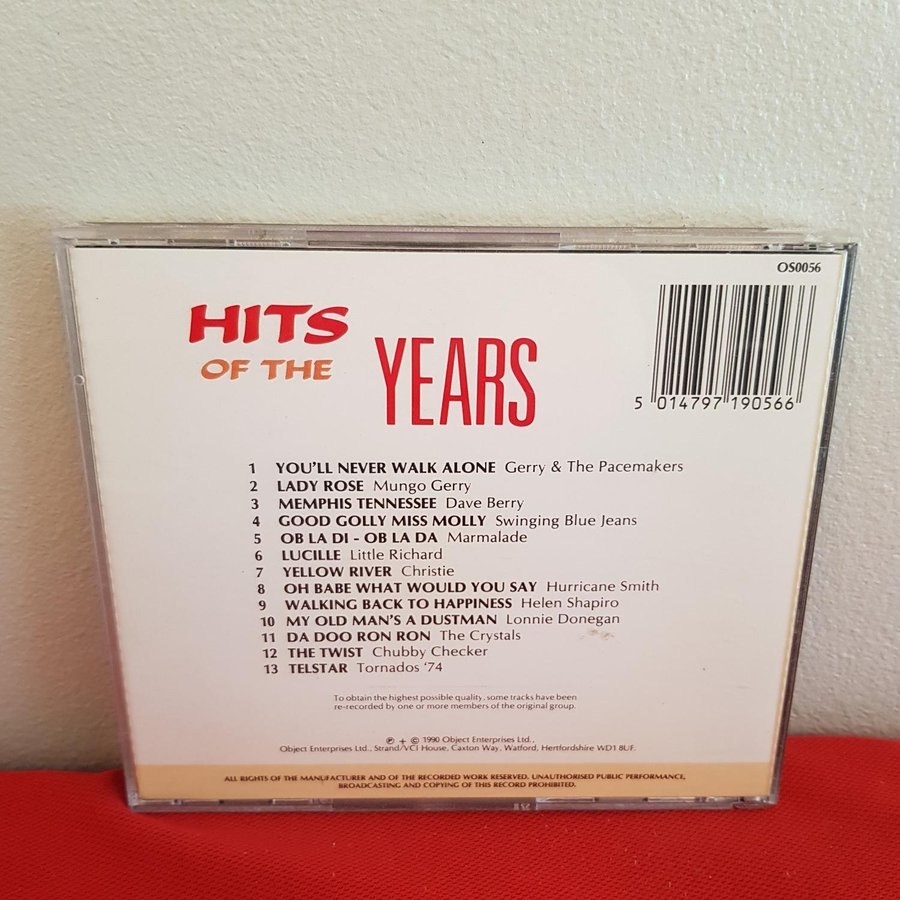 OS0056
HITS
OF THE
YEARS
5 014797 190566
1 YOU'LL NEVER WALK ALONE Gerry & The Pacemakers
2 LADY ROSE Mungo Gerry
3 MEMPHIS TENNESSEE Dave Berry
4 GOOD GOLLY MISS MOLLY Swinging Blue Jeans
5 OB LA DI - OB LA DA Marmalade
6 LUCILLE Little Richard
7 YELLOW RIVER Christie
8 OH BABE WHAT WOULD YOU SAY Hurricane Smith
9 WALKING BACK TO HAPPINESS Helen Shapiro
10 MY OLD MAN'S A DUSTMAN Lonnie Donegan
11 DA DOO RON RON The Crystals
12 THE TWIST Chubby Checker
13 TELSTAR Tornados '74
To obtain the highest possible quality, some tracks have been
re-recorded by one or more members of the original group.
℗ + © 1990 Object Enterprises Ltd.,
Object Enterprises Ltd., Strand/VCI House, Caxton Way, Watford, Hertfordshire WD1 8UF.
ALL RIGHTS OF THE MANUFACTURER AND OF THE RECORDED WORK RESERVED. UNAUTHORISED PUBLIC PERFORMANCE,
BROADCASTING AND COPYING OF THIS RECORD PROHIBITED.